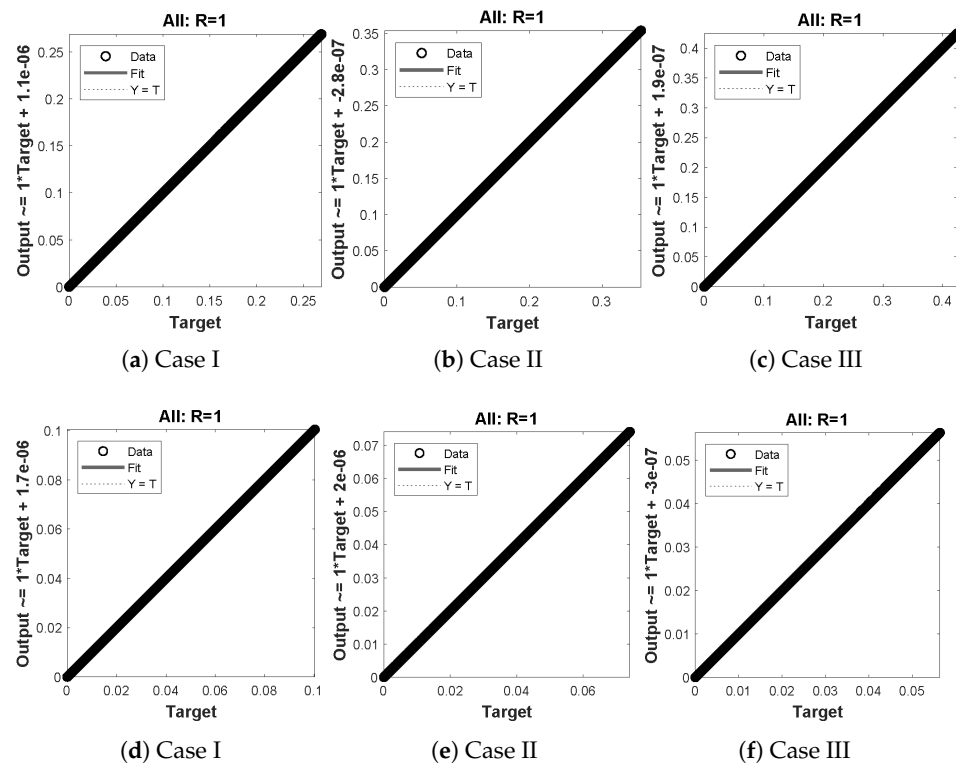 All: R=1
Output ~= 1*Target + 1.1e-06
0.25
0.2
0.15
0.1
0.05
0
Data
Fit
Y = T
0 0.05 0.1 0.15 0.2 0.25
Target
(a) Case I
All: R=1
Output ~= 1*Target + -2.8e-07
0.35
0.3
0.25
0.2
0.15
0.1
0.05
0
Data
Fit
Y = T
0 0.1 0.2 0.3
Target
(b) Case II
All: R=1
Output ~= 1*Target + 1.9e-07
0.4
0.35
0.3
0.25
0.2
0.15
0.1
0.05
0
Data
Fit
Y = T
0 0.1 0.2 0.3 0.4
Target
(c) Case III
All: R=1
Output ~= 1*Target + 1.7e-06
0.1
0.08
0.06
0.04
0.02
0
Data
Fit
Y = T
0 0.02 0.04 0.06 0.08 0.1
Target
(d) Case I
All: R=1
Output ~= 1*Target + 2e-06
0.07
0.06
0.05
0.04
0.03
0.02
0.01
0
Data
Fit
Y = T
0 0.02 0.04 0.06
Target
(e) Case II
All: R=1
Output ~= 1*Target + -3e-07
0.05
0.04
0.03
0.02
0.01
0
Data
Fit
Y = T
0 0.01 0.02 0.03 0.04 0.05
Target
(f) Case III